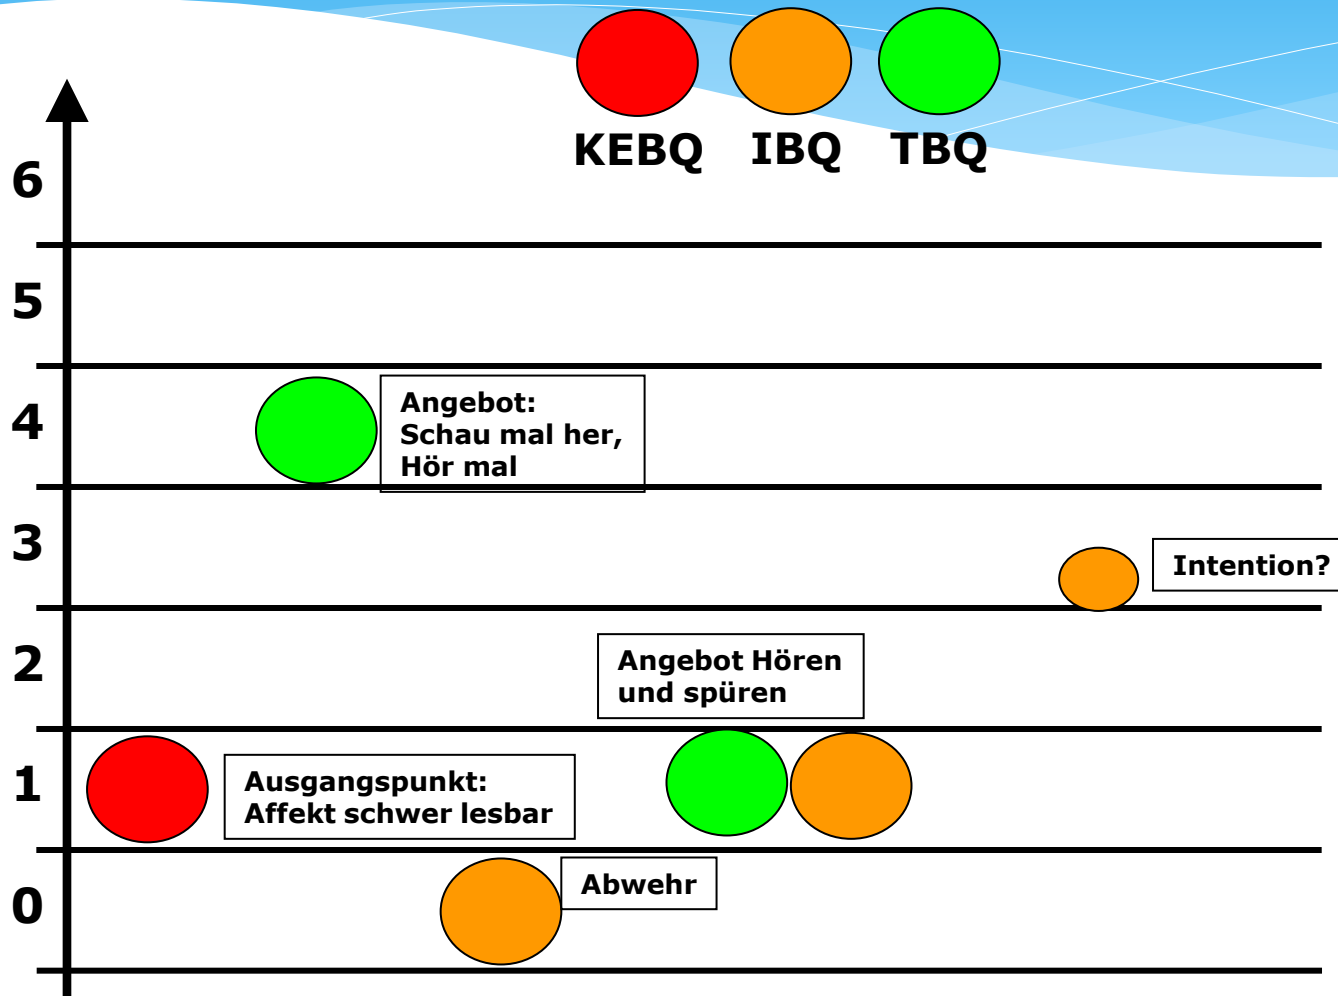 KEBQ IBQ TBQ
6
5
4
Angebot:
Schau mal her,
Hör mal
3
Intention?
2
Angebot Hören
und spüren
1
Ausgangspunkt:
Affekt schwer lesbar
0
Abwehr